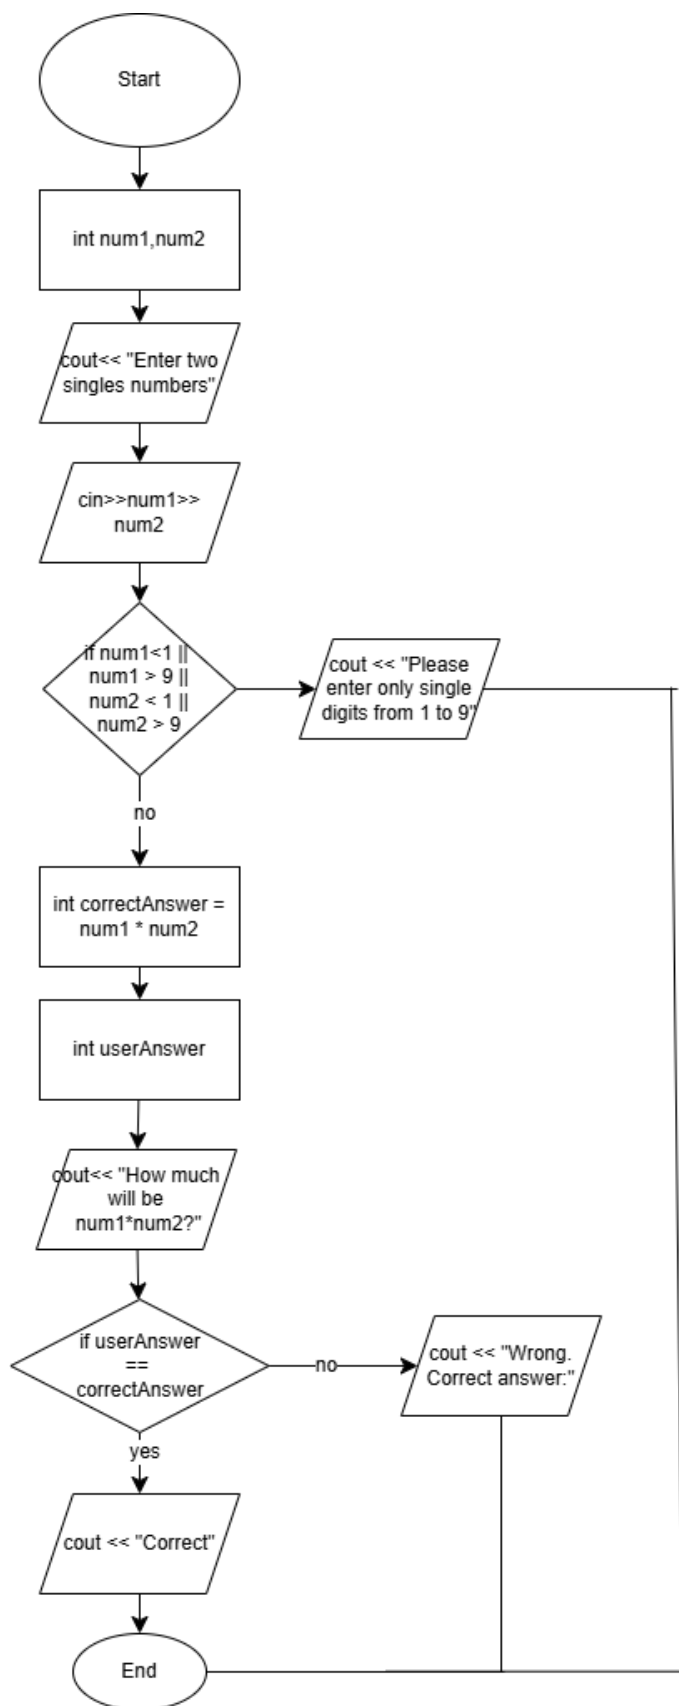 Start
int num1,num2
cout<< "Enter two
singles numbers"
cin>>num1>>
num2
if num1<1 ||
num1 > 9 ||
num2 < 1 ||
num2 > 9
cout << "Please
enter only single
digits from 1 to 9"
no
int correctAnswer =
num1 * num2
int userAnswer
cout<< "How much
will be
num1*num2?"
if userAnswer
==
correctAnswer
no
cout << "Wrong.
Correct answer:"
yes
cout << "Correct"
End